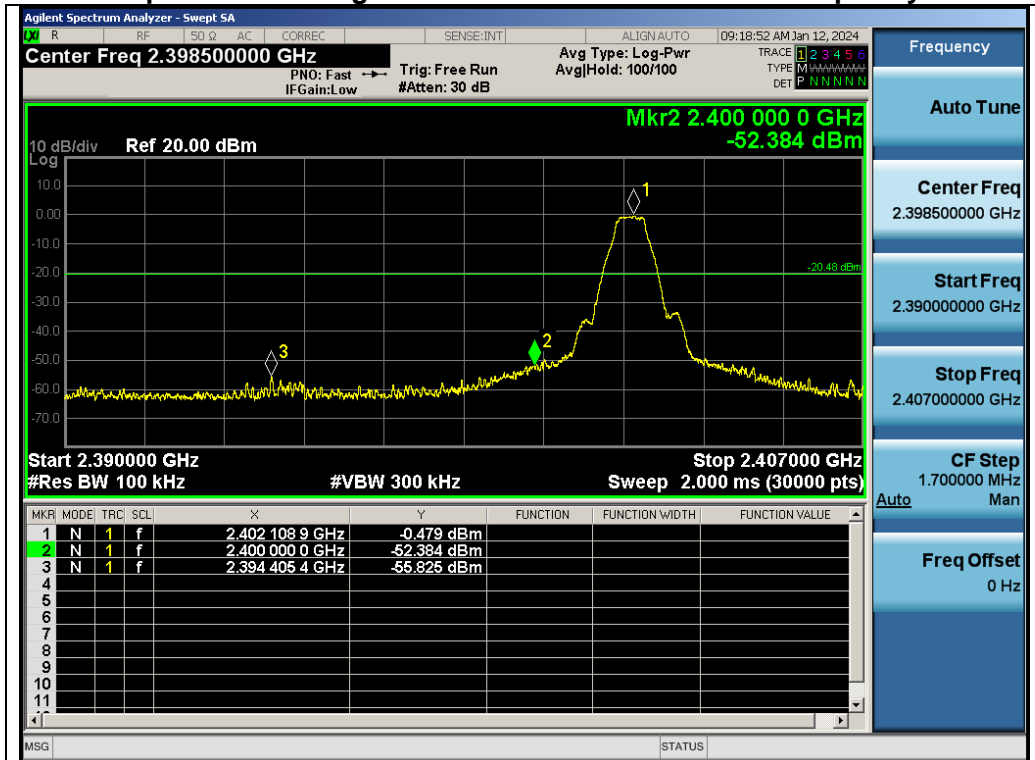 Agilent Spectrum Analyzer - Swept SA
LXI R RF 50 Ω AC CORREC SENSE:INT ALIGN AUTO 09:18:52 AM Jan 12, 2024
Center Freq 2.398500000 GHz
PNO: Fast
IFGain:Low
Trig: Free Run
#Atten: 30 dB
Avg Type: Log-Pwr
Avg|Hold: 100/100
TRACE 1 2 3 4 5 6
TYPE M WWWWW
DET P N N N N N
Mkr2 2.400 000 0 GHz
-52.384 dBm
10 dB/div Ref 20.00 dBm
Log
10.0
0.00
-10.0
-20.0
-30.0
-40.0
-50.0
-60.0
-70.0
1
-20.48 dBm
2
3
Start 2.390000 GHz Stop 2.407000 GHz
#Res BW 100 kHz #VBW 300 kHz Sweep 2.000 ms (30000 pts)
MKR MODE TRC SCL X Y FUNCTION FUNCTION WIDTH FUNCTION VALUE
1 N 1 f 2.402 108 9 GHz -0.479 dBm
2 N 1 f 2.400 000 0 GHz -52.384 dBm
3 N 1 f 2.394 405 4 GHz -55.825 dBm
4
5
6
7
8
9
10
11
MSG STATUS
Frequency
Auto Tune
Center Freq
2.398500000 GHz
Start Freq
2.390000000 GHz
Stop Freq
2.407000000 GHz
CF Step
1.700000 MHz
Auto Man
Freq Offset
0 Hz